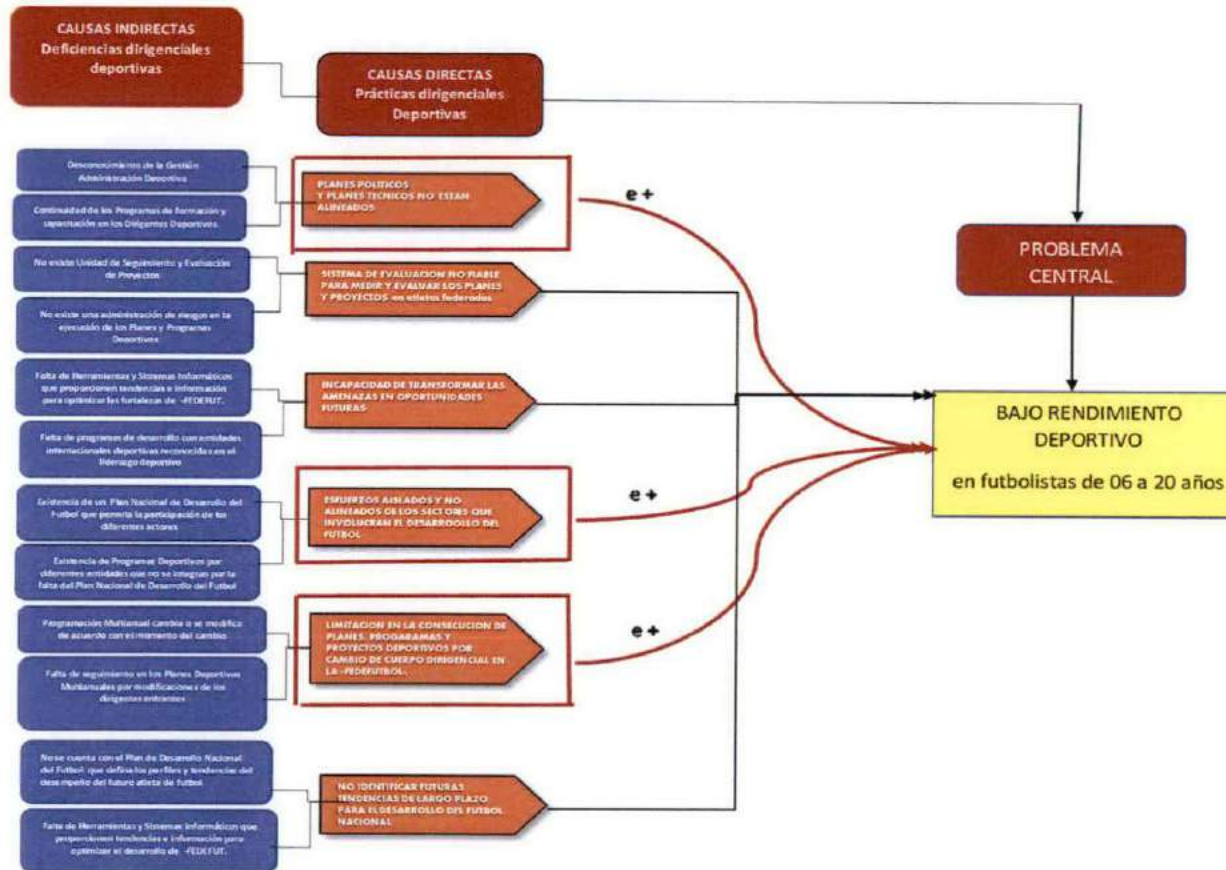 CAUSAS INDIRECTAS
Deficiencias dirigenciales
deportivas
CAUSAS DIRECTAS
Prácticas dirigenciales
Deportivas
Desconocimiento de la Gestión
Administración Deportiva
Continuidad de los Programas de formación y
capacitación en los Dirigentes Deportivos.
PLANES POLITICOS
Y PLANES TECNICOS NO ESTAN
ALINEADOS
e +
PROBLEMA
CENTRAL
No existe Unidad de Seguimiento y Evaluación
de Proyectos
No existe una administración de riesgos en la
ejecución de los Planes y Programas
Deportivos
SISTEMA DE EVALUACION NO FIABLE
PARA MEDIR Y EVALUAR LOS PLANES
Y PROYECTOS en atletas federados
Falta de Herramientas y Sistemas Informáticos
que proporcionen tendencias e información
para optimizar las fortalezas de -FEDEFUT.
Falta de programas de desarrollo con entidades
internacionales deportivas reconocidas en el
liderazgo deportivo
INCAPACIDAD DE TRANSFORMAR LAS
AMENAZAS EN OPORTUNIDADES
FUTURAS
BAJO RENDIMIENTO
DEPORTIVO
en futbolistas de 06 a 20 años
Existencia de un Plan Nacional de Desarrollo del
Futbol que permita la participación de los
diferentes actores
Existencia de Programas Deportivos por
diferentes entidades que no se integran por la
falta del Plan Nacional de Desarrollo del Futbol
ESFUERZOS AISLADOS Y NO
ALINEADOS DE LOS SECTORES QUE
INVOLUCRAN EL DESARROLLO DEL
FUTBOL
e +
Programación Multianual cambia o se modifica
de acuerdo con el momento del cambio
Falta de seguimiento en los Planes Deportivos
Multianuales por modificaciones de los
dirigentes entrantes
LIMITACION EN LA CONSECUCION DE
PLANES, PROGARAMAS Y
PROYECTOS DEPORTIVOS POR
CAMBIO DE CUERPO DIRIGENCIAL EN
LA -FEDEFUTBOL.
e +
No se cuenta con el Plan de Desarrollo Nacional
del Futbol que defina los perfiles y tendencias del
desempeño del futuro atleta de futbol
Falta de Herramientas y Sistemas Informáticos que
proporcionen tendencias e información para
optimizar el desarrollo de -FEDEFUT.
NO IDENTIFICAR FUTURAS
TENDENCIAS DE LARGO PLAZO
PARA EL DESARROLLO DEL FUTBOL
NACIONAL